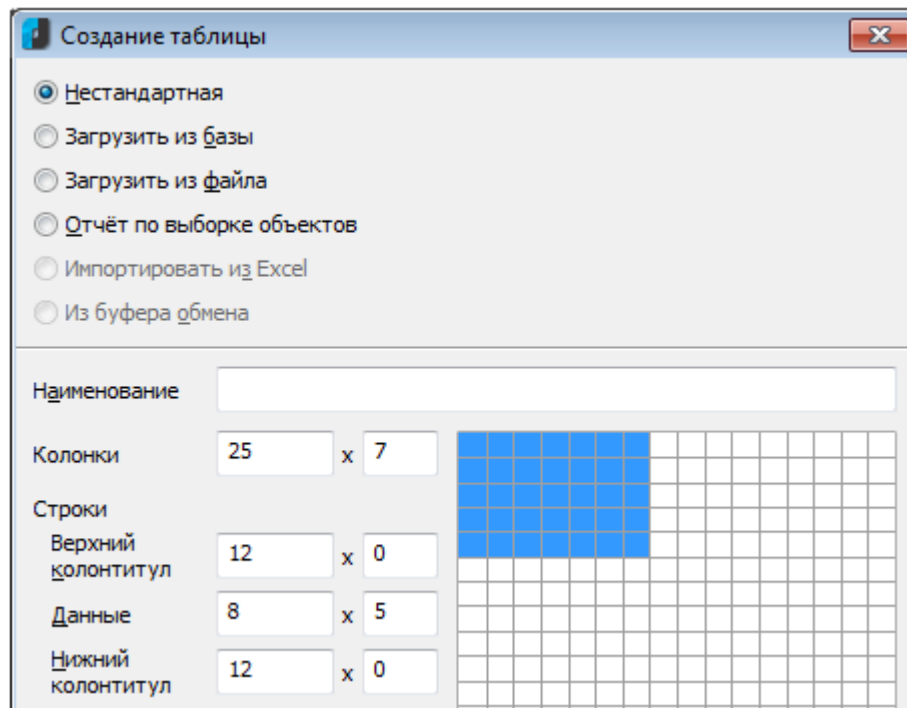 Создание таблицы
Нестандартная
Загрузить из базы
Загрузить из файла
Отчёт по выборке объектов
Импортировать из Excel
Из буфера обмена
Наименование
Колонки 25 x 7
Строки
Верхний
колонтитул 12 x 0
Данные 8 x 5
Нижний
колонтитул 12 x 0